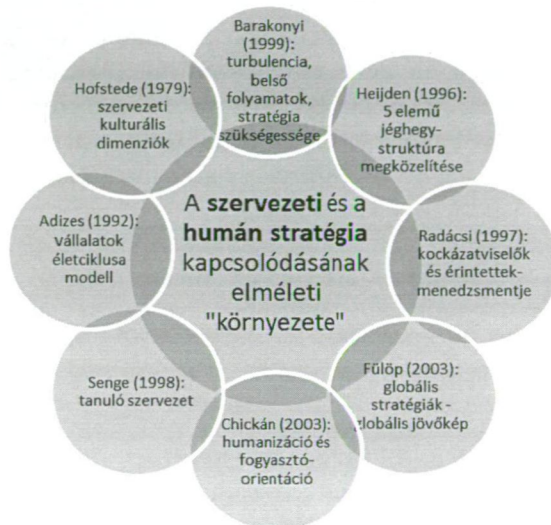 Barakonyi
(1999):
turbulencia,
belső
folyamatok,
stratégia
szükségessége
Heijden (1996):
5 elemű
jéghegy-
struktúra
megközelítése
Radácsi (1997):
kockázatviselők
és érintettek-
menedzsmentje
Fülöp (2003):
globális
stratégiák -
globális jövőkép
Chickán (2003):
humanizáció és
fogyasztó-
orientáció
Senge (1998):
tanuló szervezet
Adizes (1992):
vállalatok
életciklusa
modell
Hofstede (1979):
szervezeti
kulturális
dimenziók
A szervezeti és a
humán stratégia
kapcsolódásának
elméleti
"környezete"